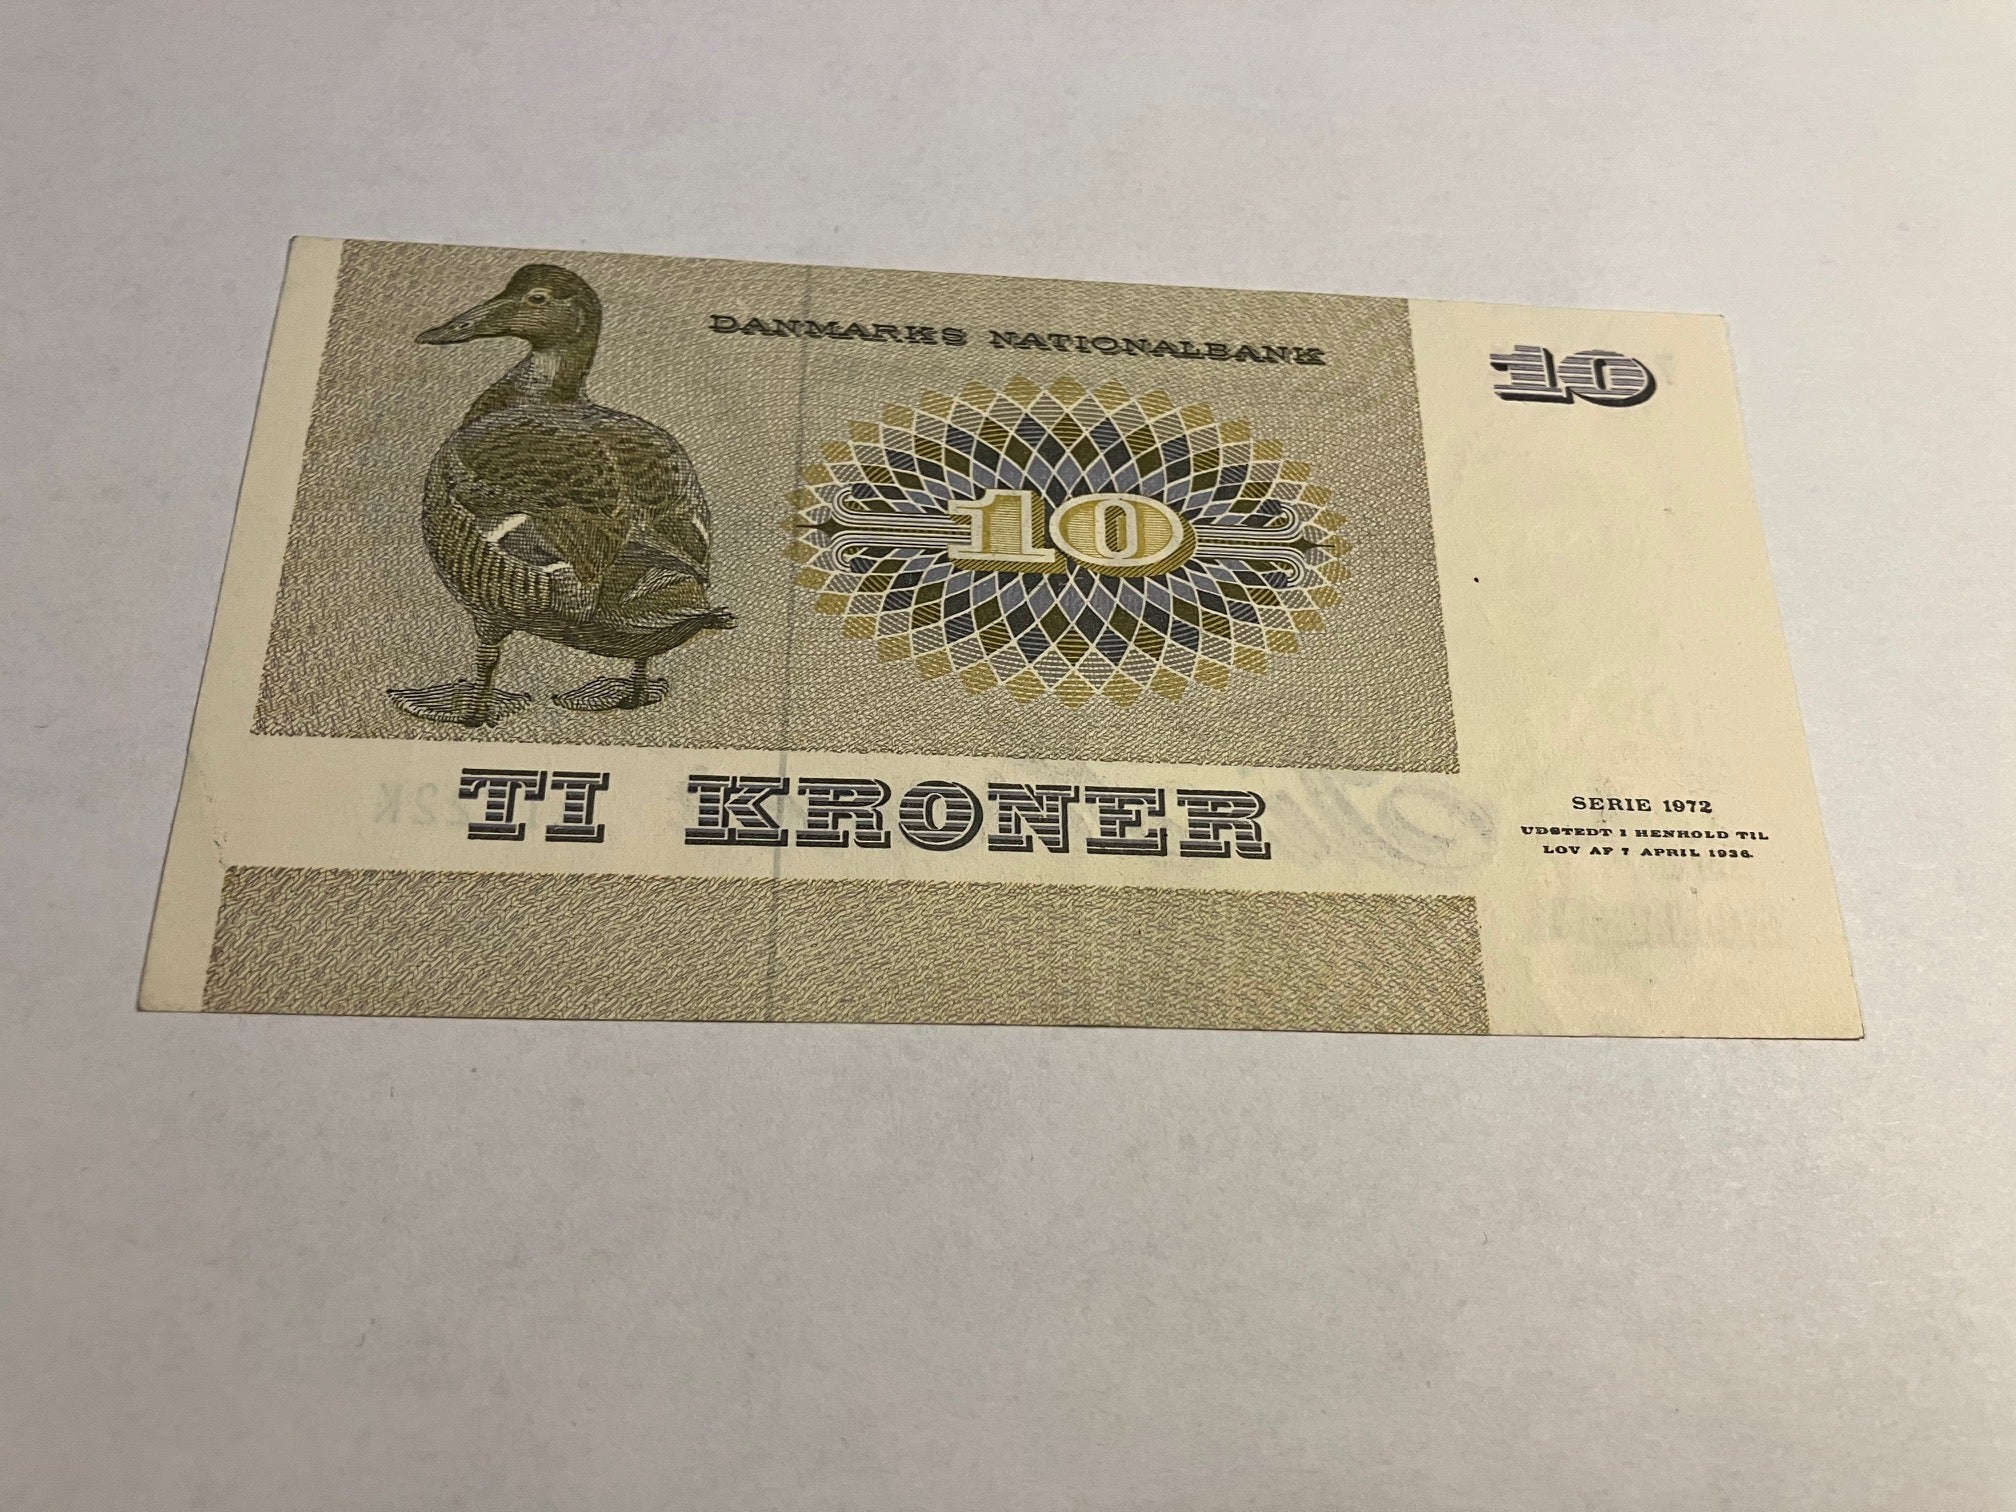 DANMARKS NATIONALBANK
10
10
TI KRONER
SERIE 1972
UDSTEDT I HENHOLD TIL
LOV AF 7 APRIL 1936.